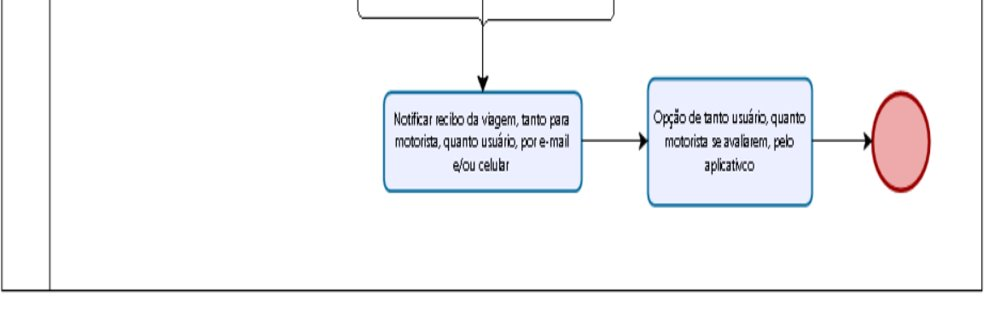 Notificar recibo da viagem, tanto para
motorista, quanto usuário, por e-mail
e/ou celular
Opção de tanto usuário, quanto
motorista se avaliarem, pelo
aplicativco